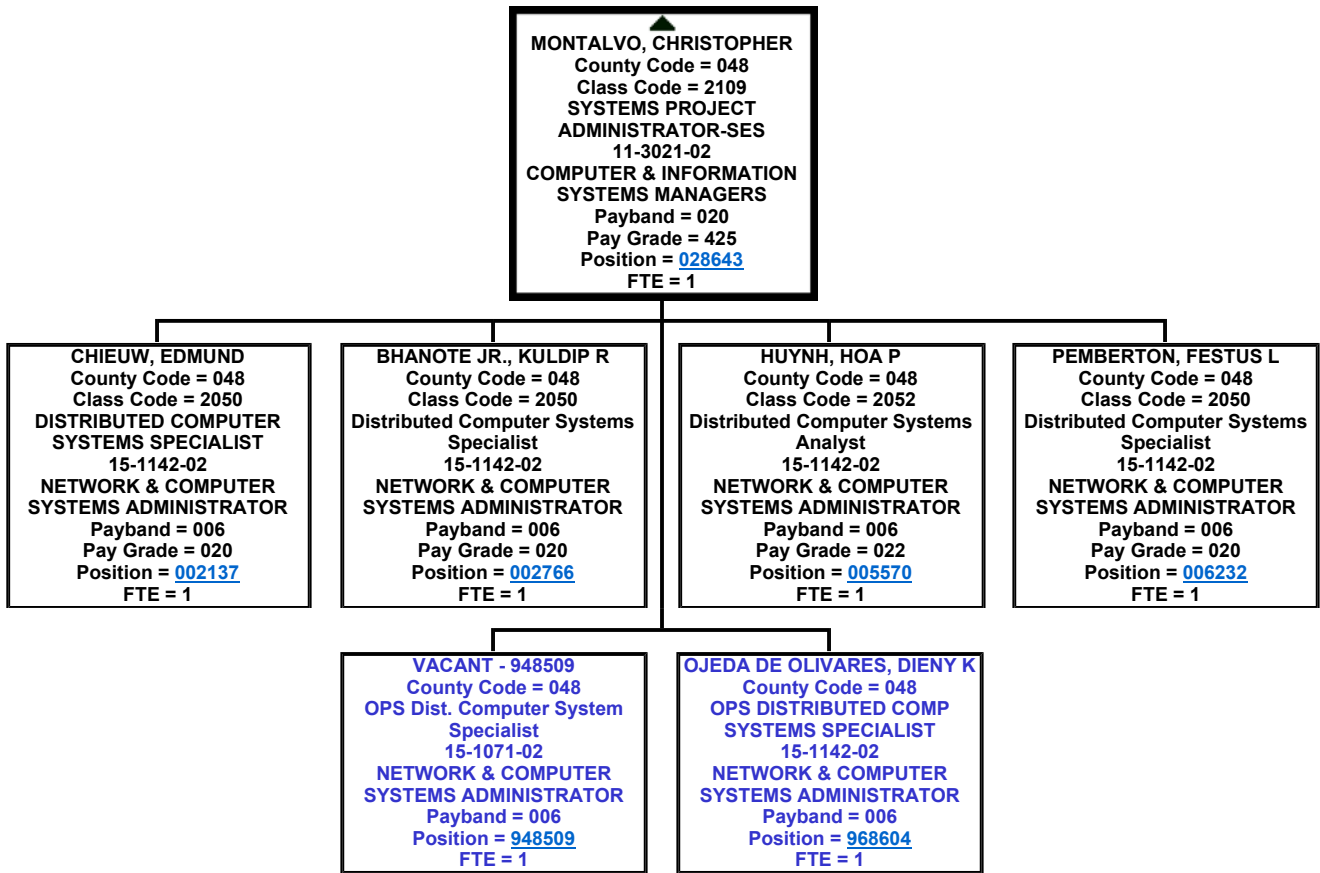 MONTALVO, CHRISTOPHER
County Code = 048
Class Code = 2109
SYSTEMS PROJECT
ADMINISTRATOR-SES
11-3021-02
COMPUTER & INFORMATION
SYSTEMS MANAGERS
Payband = 020
Pay Grade = 425
Position = 028643
FTE = 1
CHIEUW, EDMUND
County Code = 048
Class Code = 2050
DISTRIBUTED COMPUTER
SYSTEMS SPECIALIST
15-1142-02
NETWORK & COMPUTER
SYSTEMS ADMINISTRATOR
Payband = 006
Pay Grade = 020
Position = 002137
FTE = 1
BHANOTE JR., KULDIP R
County Code = 048
Class Code = 2050
Distributed Computer Systems
Specialist
15-1142-02
NETWORK & COMPUTER
SYSTEMS ADMINISTRATOR
Payband = 006
Pay Grade = 020
Position = 002766
FTE = 1
HUYNH, HOA P
County Code = 048
Class Code = 2052
Distributed Computer Systems
Analyst
15-1142-02
NETWORK & COMPUTER
SYSTEMS ADMINISTRATOR
Payband = 006
Pay Grade = 022
Position = 005570
FTE = 1
PEMBERTON, FESTUS L
County Code = 048
Class Code = 2050
Distributed Computer Systems
Specialist
15-1142-02
NETWORK & COMPUTER
SYSTEMS ADMINISTRATOR
Payband = 006
Pay Grade = 020
Position = 006232
FTE = 1
VACANT - 948509
County Code = 048
OPS Dist. Computer System
Specialist
15-1071-02
NETWORK & COMPUTER
SYSTEMS ADMINISTRATOR
Payband = 006
Position = 948509
FTE = 1
OJEDA DE OLIVARES, DIENY K
County Code = 048
OPS DISTRIBUTED COMP
SYSTEMS SPECIALIST
15-1142-02
NETWORK & COMPUTER
SYSTEMS ADMINISTRATOR
Payband = 006
Position = 968604
FTE = 1